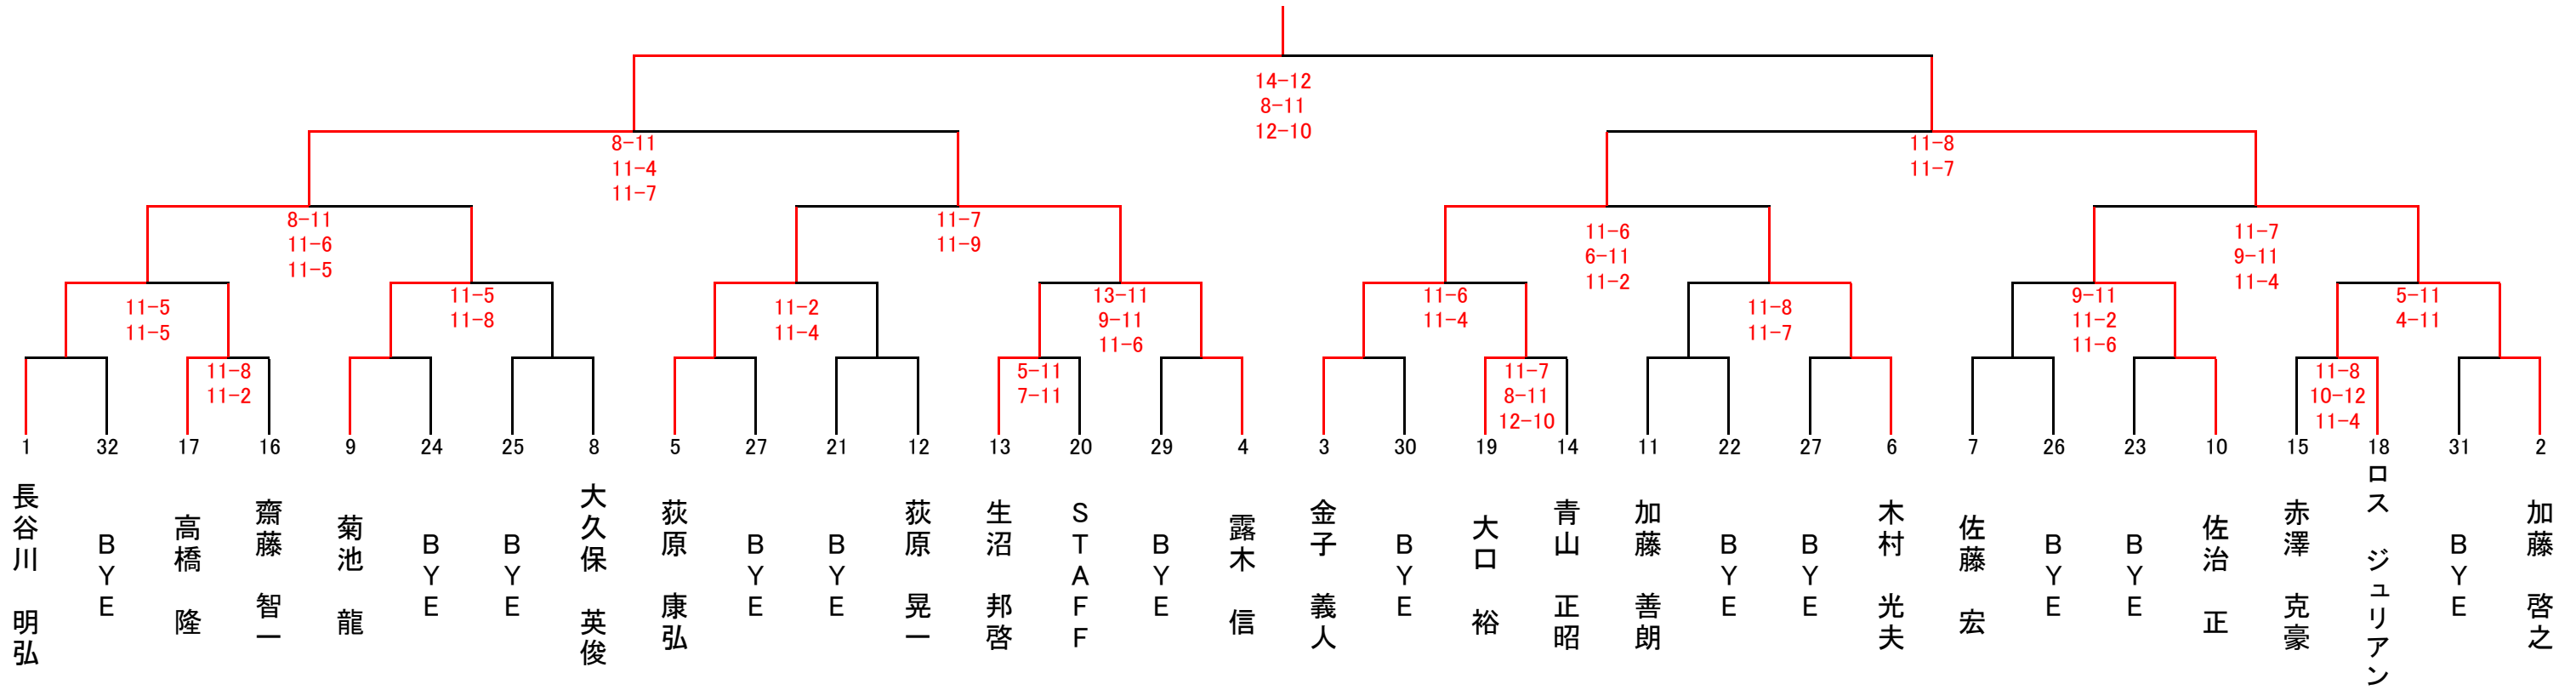 14-12
8-11
12-10
8-11
11-4
11-7
11-8
11-7
8-11
11-6
11-5
11-7
11-9
11-6
6-11
11-2
11-7
9-11
11-4
11-5
11-5
11-5
11-8
11-2
11-4
13-11
9-11
11-6
11-6
11-4
11-8
11-7
9-11
11-2
11-6
5-11
4-11
11-8
11-2
5-11
7-11
11-7
8-11
12-10
11-8
10-12
11-4
1 32 17 16 9 24 25 8 5 27 21 12 13 20 29 4 3 30 19 14 11 22 27 6 7 26 23 10 15 18 31 2
長谷川 明弘
BYE
高橋 隆
齋藤 智一
菊池 龍
BYE
BYE
大久保 英俊
荻原 康弘
BYE
BYE
荻原 晃一
生沼 邦啓
STAFF
BYE
露木 信
金子 義人
BYE
大口 裕
青山 正昭
加藤 善朗
BYE
BYE
木村 光夫
佐藤 宏
BYE
BYE
佐治 正
赤澤 克豪
ロス ジュリアン
BYE
加藤 啓之